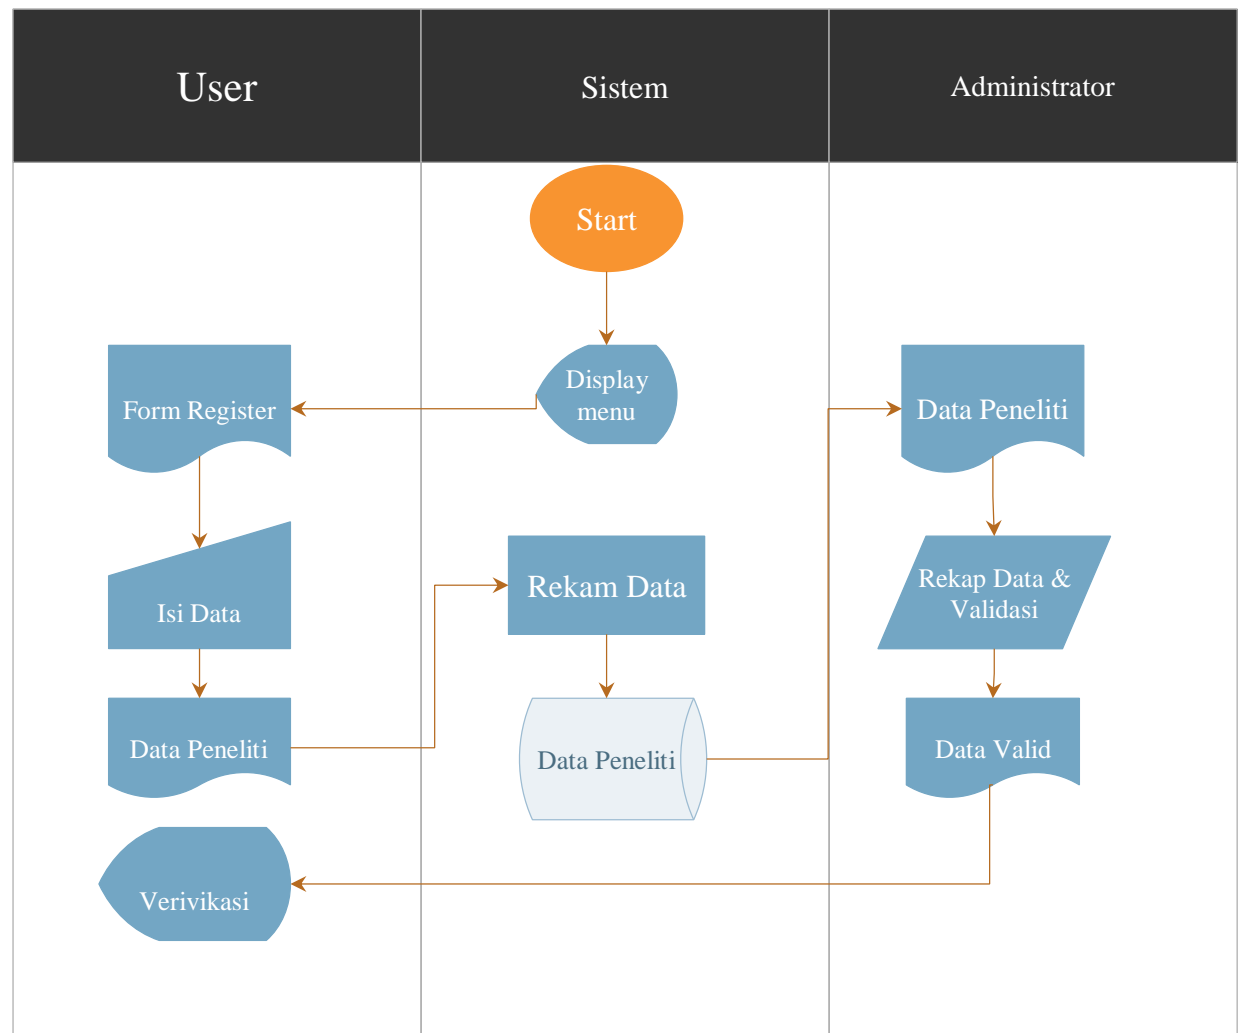 User
Sistem
Administrator
Start
Display
menu
Form Register
Data Peneliti
Isi Data
Rekam Data
Rekap Data &
Validasi
Data Peneliti
Data Peneliti
Data Valid
Verivikasi